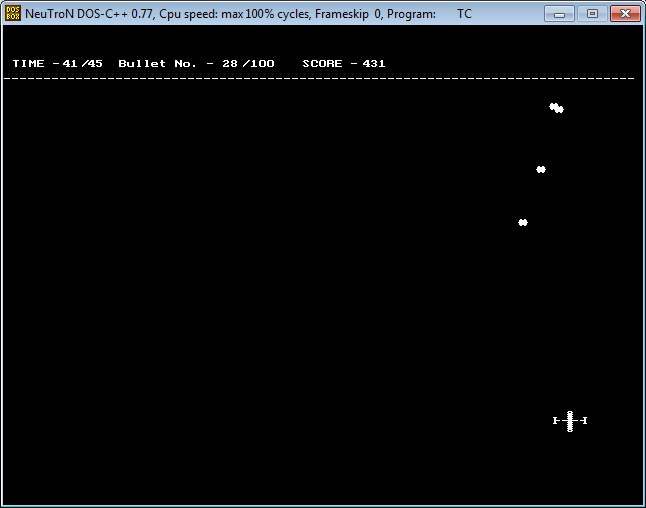 DOS BOX NeuTroN DOS-C++ 0.77, Cpu speed: max 100% cycles, Frameskip 0, Program: TC
TIME - 41 /45 Bullet No. - 28 /100 SCORE - 431